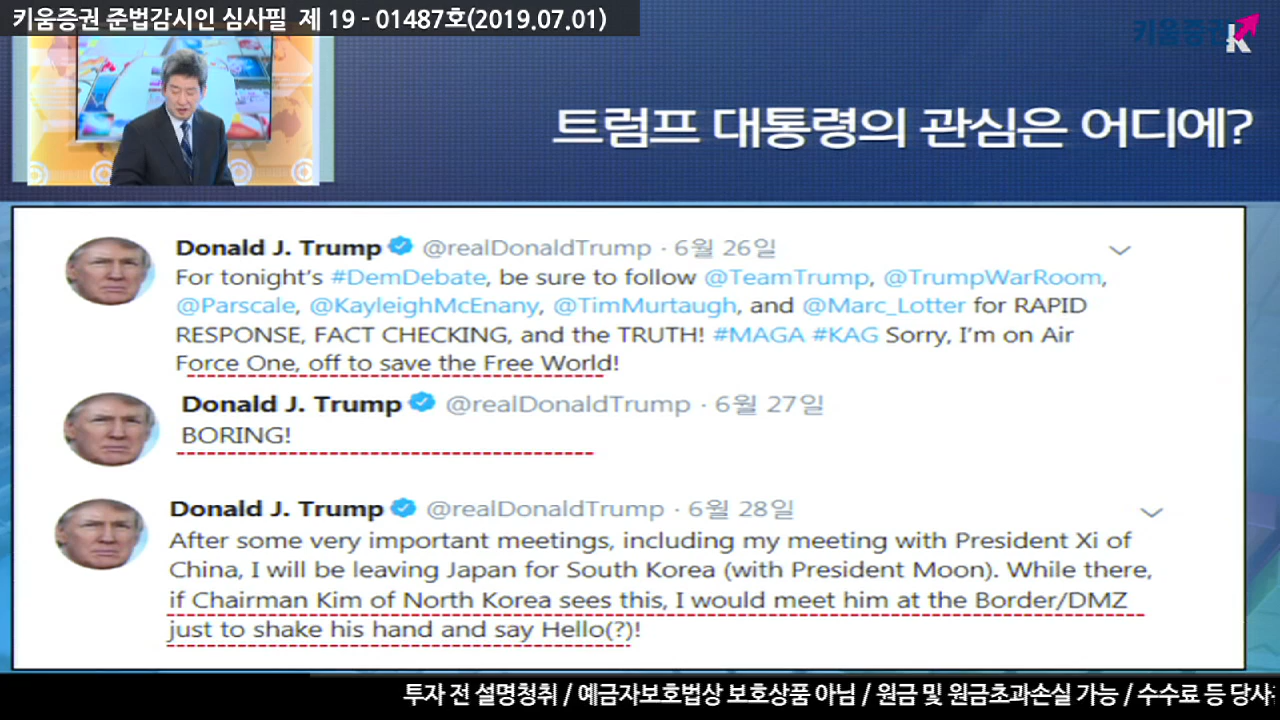 키움증권 준법감시인 심사필 제 19 - 01487호(2019.07.01)
키움증권
트럼프 대통령의 관심은 어디에?
Donald J. Trump @realDonaldTrump · 6월 26일
For tonight's #DemDebate, be sure to follow @TeamTrump, @TrumpWarRoom,
@Parscale, @KayleighMcEnany, @TimMurtaugh, and @Marc_Lotter for RAPID
RESPONSE, FACT CHECKING, and the TRUTH! #MAGA #KAG Sorry, I'm on Air
Force One, off to save the Free World!
Donald J. Trump @realDonaldTrump · 6월 27일
BORING!
Donald J. Trump @realDonaldTrump · 6월 28일
After some very important meetings, including my meeting with President Xi of
China, I will be leaving Japan for South Korea (with President Moon). While there,
if Chairman Kim of North Korea sees this, I would meet him at the Border/DMZ
just to shake his hand and say Hello(?)!
투자 전 설명청취 / 예금자보호법상 보호상품 아님 / 원금 및 원금초과손실 가능 / 수수료 등 당사